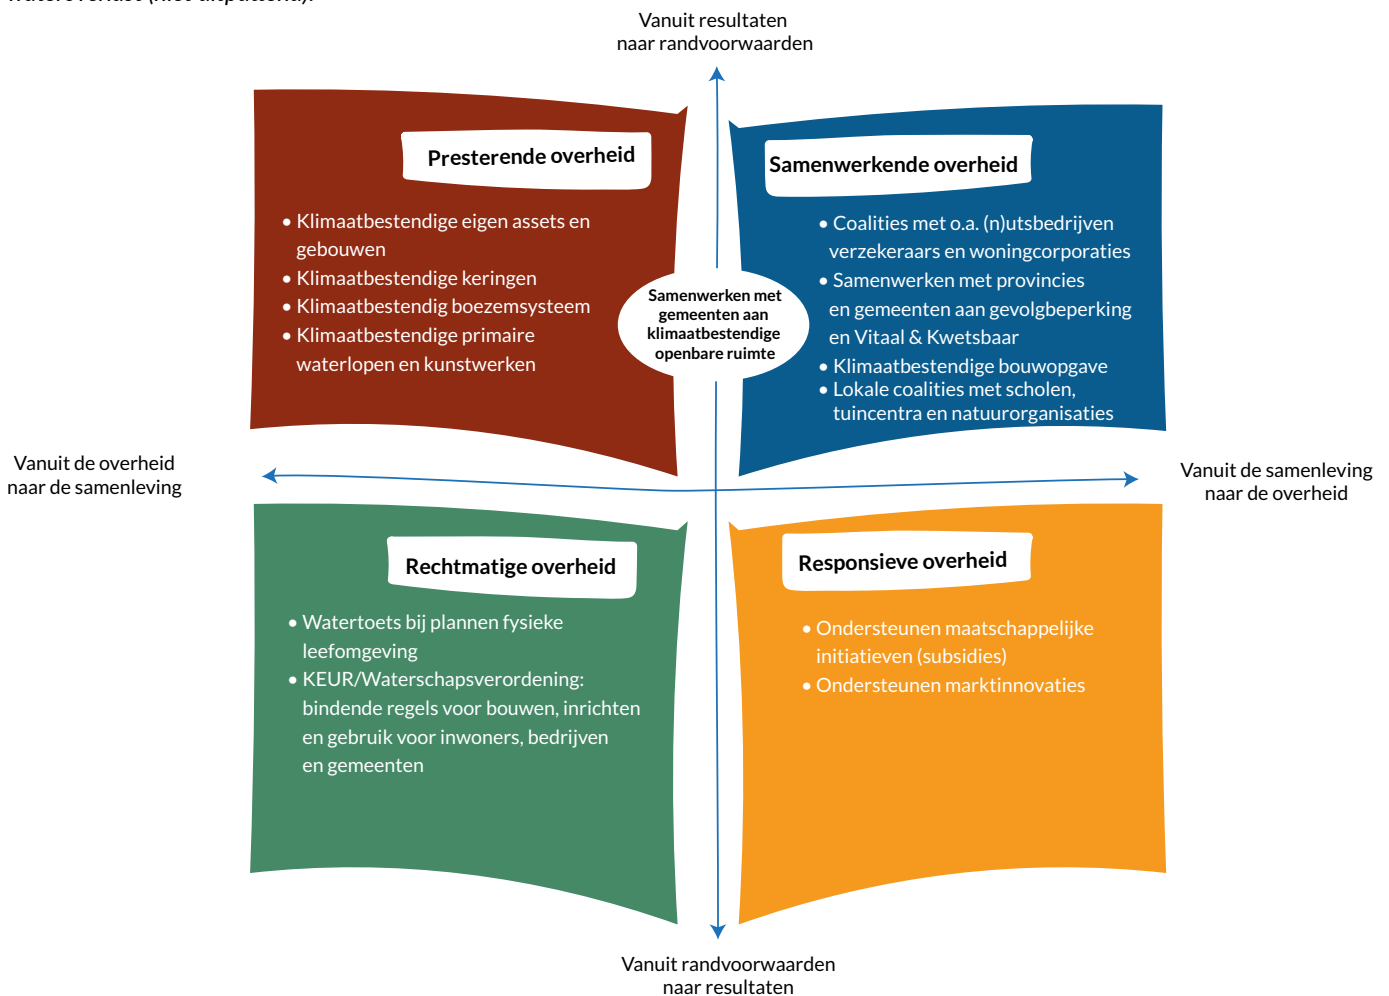 wateroverlast (niet uitputtend).
Vanuit resultaten
naar randvoorwaarden
Presterende overheid
• Klimaatbestendige eigen assets en
gebouwen
• Klimaatbestendige keringen
• Klimaatbestendig boezemsysteem
• Klimaatbestendige primaire
waterlopen en kunstwerken
Samenwerkende overheid
• Coalities met o.a. (n)utsbedrijven
verzekeraars en woningcorporaties
• Samenwerken met provincies
en gemeenten aan gevolgbeperking
en Vitaal & Kwetsbaar
• Klimaatbestendige bouwopgave
• Lokale coalities met scholen,
tuincentra en natuurorganisaties
Samenwerken met
gemeenten aan
klimaatbestendige
openbare ruimte
Vanuit de overheid
naar de samenleving
Vanuit de samenleving
naar de overheid
Rechtmatige overheid
• Watertoets bij plannen fysieke
leefomgeving
• KEUR/Waterschapsverordening:
bindende regels voor bouwen, inrichten
en gebruik voor inwoners, bedrijven
en gemeenten
Responsieve overheid
• Ondersteunen maatschappelijke
initiatieven (subsidies)
• Ondersteunen marktinnovaties
Vanuit randvoorwaarden
naar resultaten